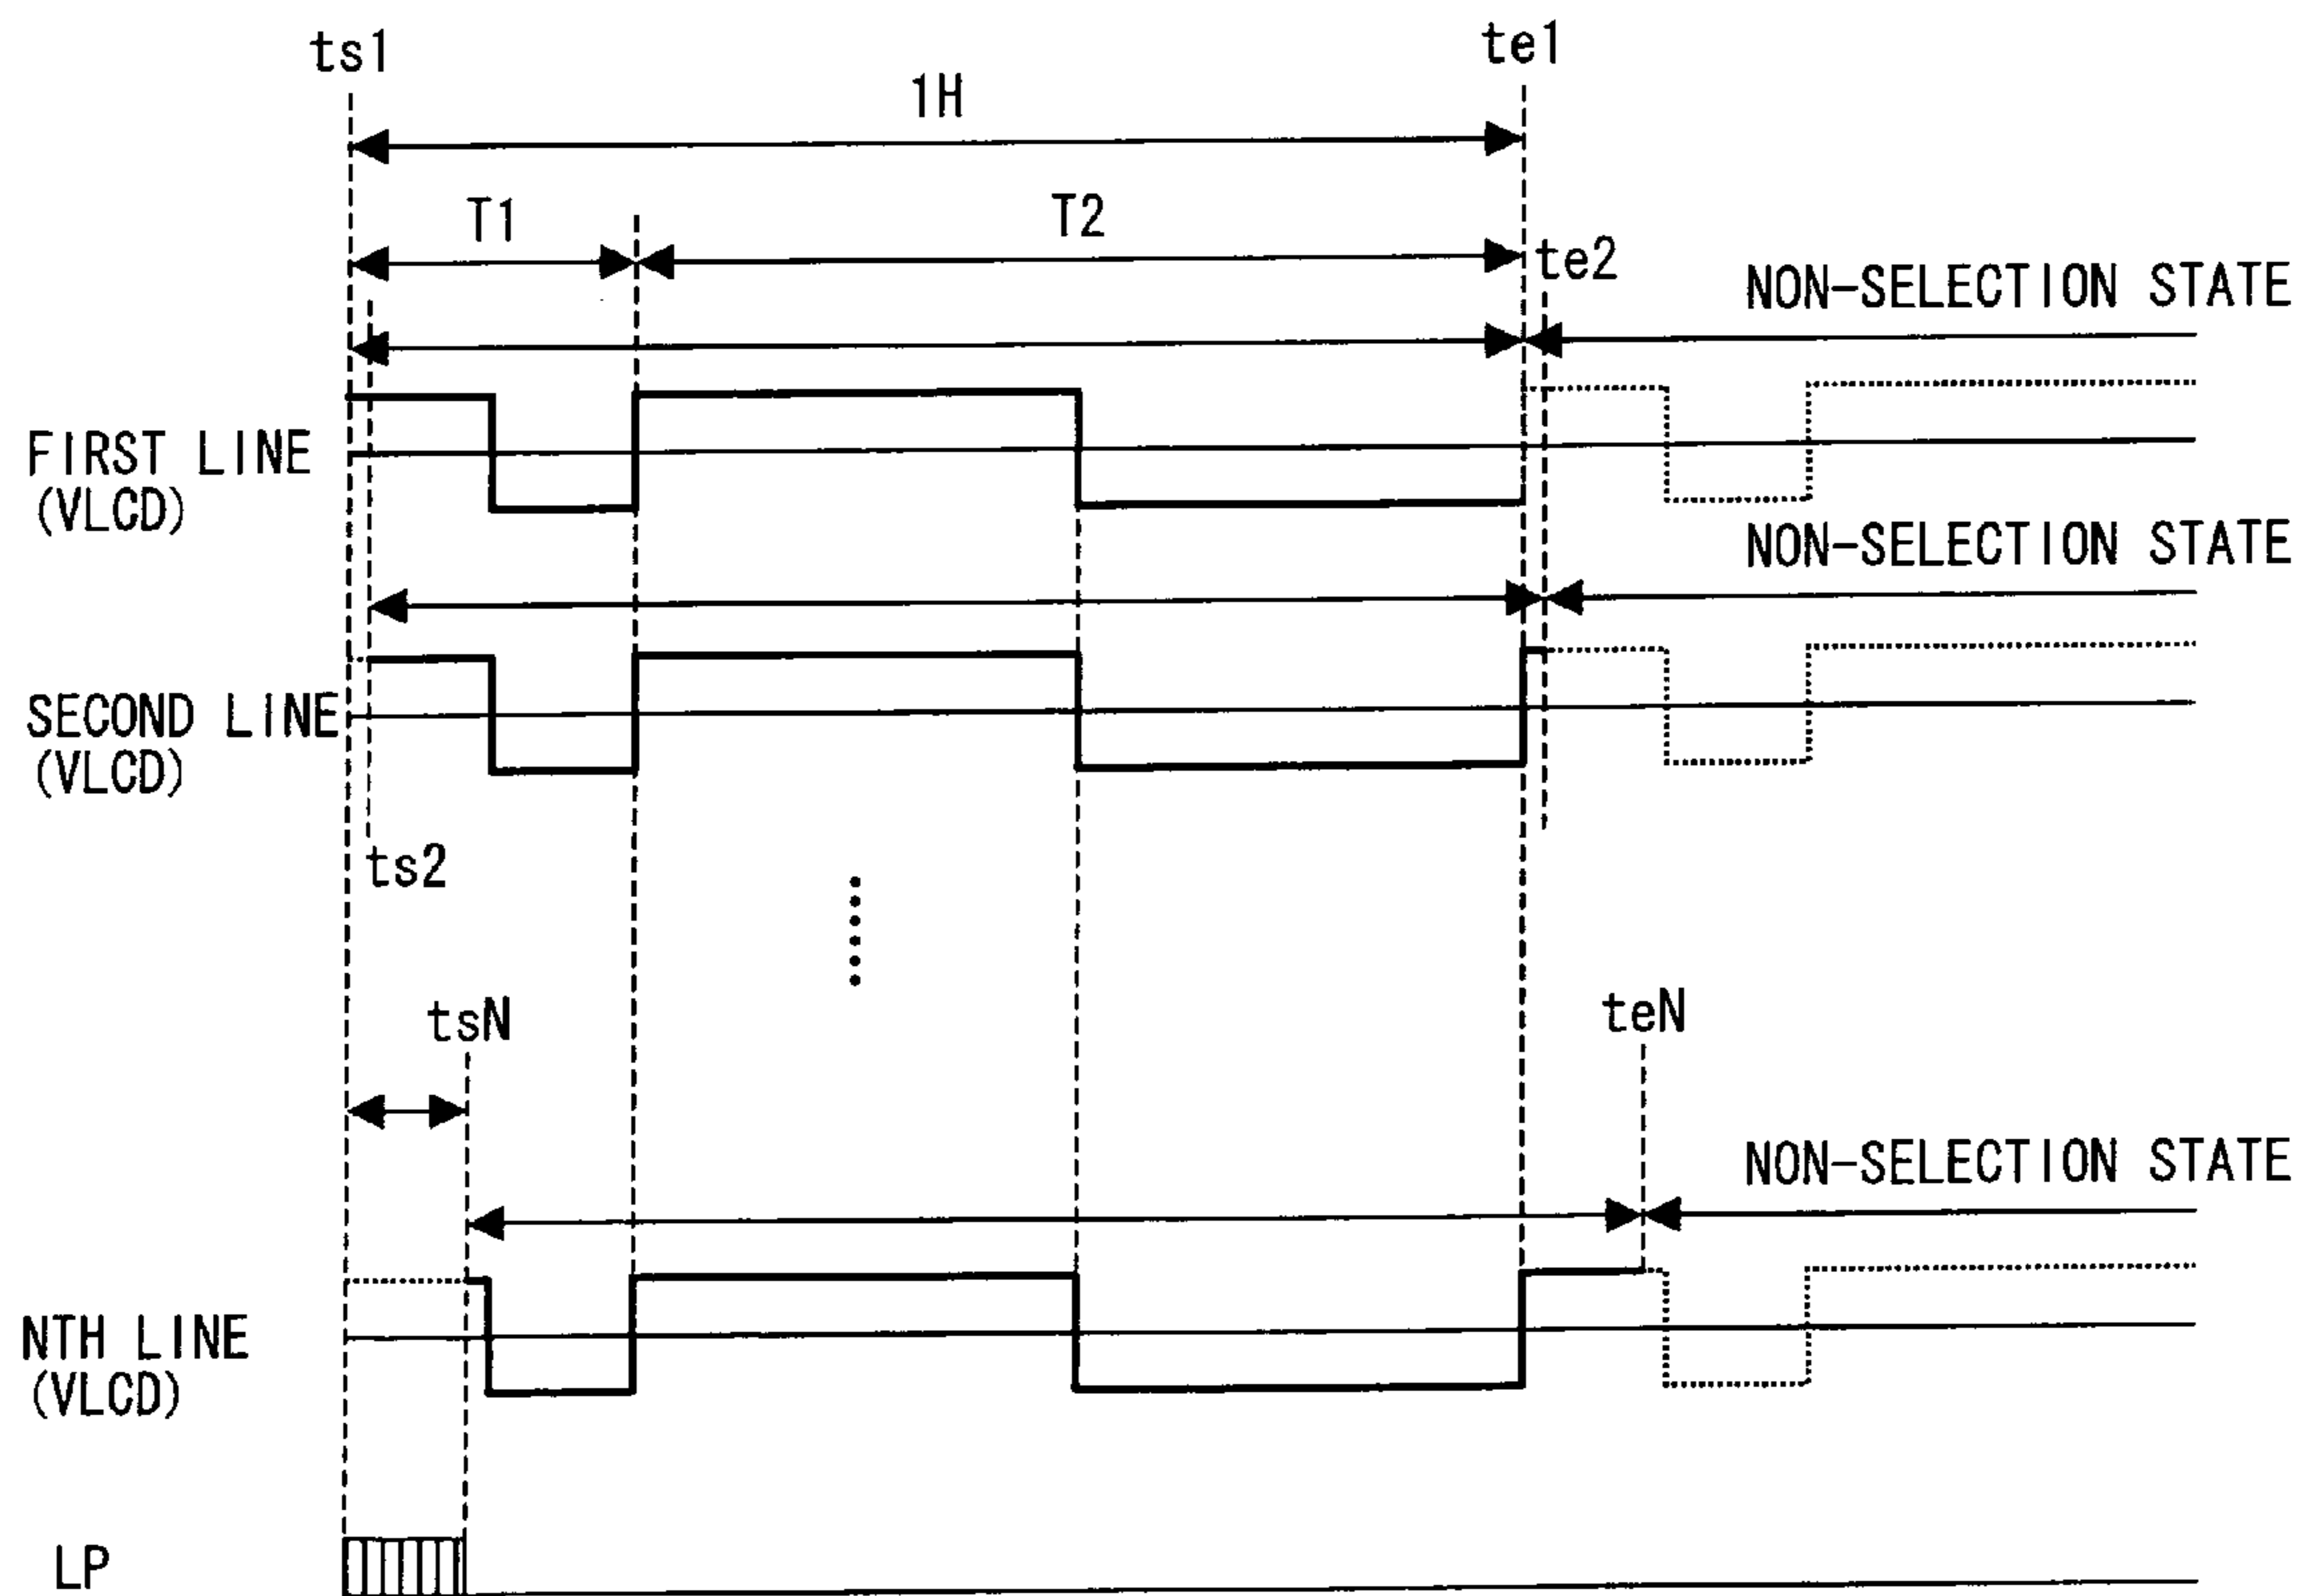 ts1
te1
1H
T1
T2
te2
NON-SELECTION STATE
FIRST LINE
(VLCD)
NON-SELECTION STATE
SECOND LINE
(VLCD)
ts2
tsN
teN
NON-SELECTION STATE
NTH LINE
(VLCD)
LP